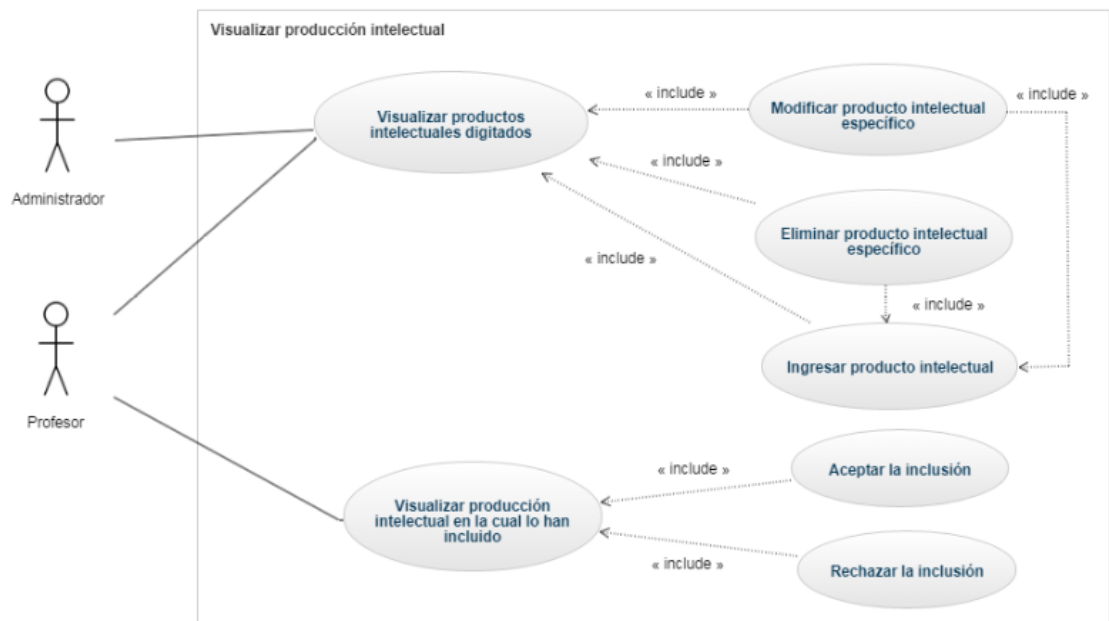 Visualizar producción intelectual
Administrador
Profesor
Visualizar productos
intelectuales digitados
« include »
Modificar producto intelectual
específico
« include »
« include »
Eliminar producto intelectual
específico
« include »
« include »
Ingresar producto intelectual
Visualizar producción
intelectual en la cual lo han
incluido
« include »
Aceptar la inclusión
« include »
Rechazar la inclusión